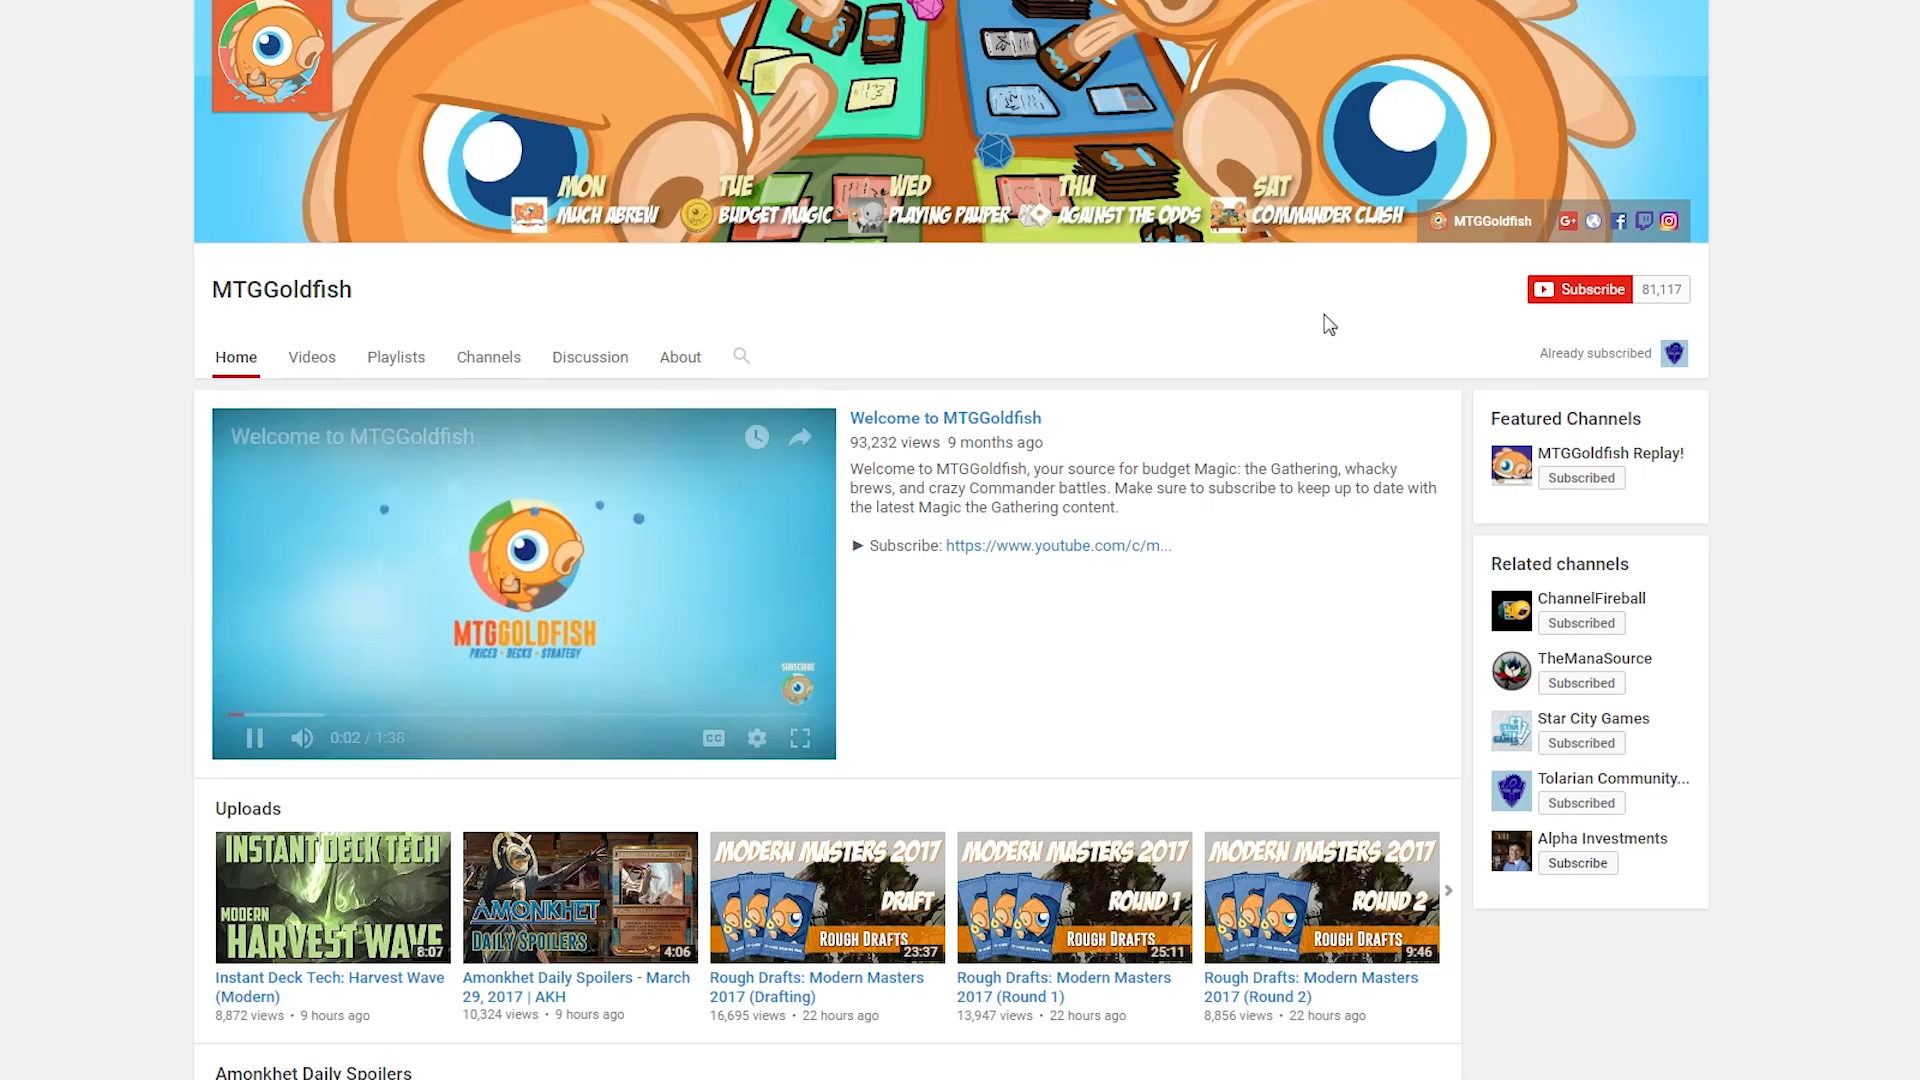 MON
MUCH ABREW
TUE
BUDGET MAGIC
WED
PLAYING PAUPER
THU
AGAINST THE ODDS
SAT
COMMANDER CLASH
MTGGoldfish
G+
MTGGoldfish
Subscribe 81,117
Home Videos Playlists Channels Discussion About
Already subscribed
Welcome to MTGGoldfish
MTGGOLDFISH
PRICES - DECKS - STRATEGY
SUBSCRIBE
0:02 / 1:38
CC
Welcome to MTGGoldfish
93,232 views 9 months ago
Welcome to MTGGoldfish, your source for budget Magic: the Gathering, whacky
brews, and crazy Commander battles. Make sure to subscribe to keep up to date with
the latest Magic the Gathering content.
► Subscribe: https://www.youtube.com/c/m...
Featured Channels
MTGGoldfish Replay!
Subscribed
Related channels
ChannelFireball
Subscribed
TheManaSource
Subscribed
Star City Games
Subscribed
Tolarian Community...
Subscribed
Alpha Investments
Subscribe
Uploads
INSTANT DECK TECH
MODERN
HARVEST WAVE
8:07
Instant Deck Tech: Harvest Wave
(Modern)
8,872 views • 9 hours ago
AMONKHET
DAILY SPOILERS
4:06
Amonkhet Daily Spoilers - March
29, 2017 | AKH
10,324 views • 9 hours ago
MODERN MASTERS 2017
DRAFT
ROUGH DRAFTS
23:37
Rough Drafts: Modern Masters
2017 (Drafting)
16,695 views • 22 hours ago
MODERN MASTERS 2017
ROUND 1
ROUGH DRAFTS
25:11
Rough Drafts: Modern Masters
2017 (Round 1)
13,947 views • 22 hours ago
MODERN MASTERS 2017
ROUND 2
ROUGH DRAFTS
9:46
Rough Drafts: Modern Masters
2017 (Round 2)
8,856 views • 22 hours ago
Amonkhet Daily Spoilers